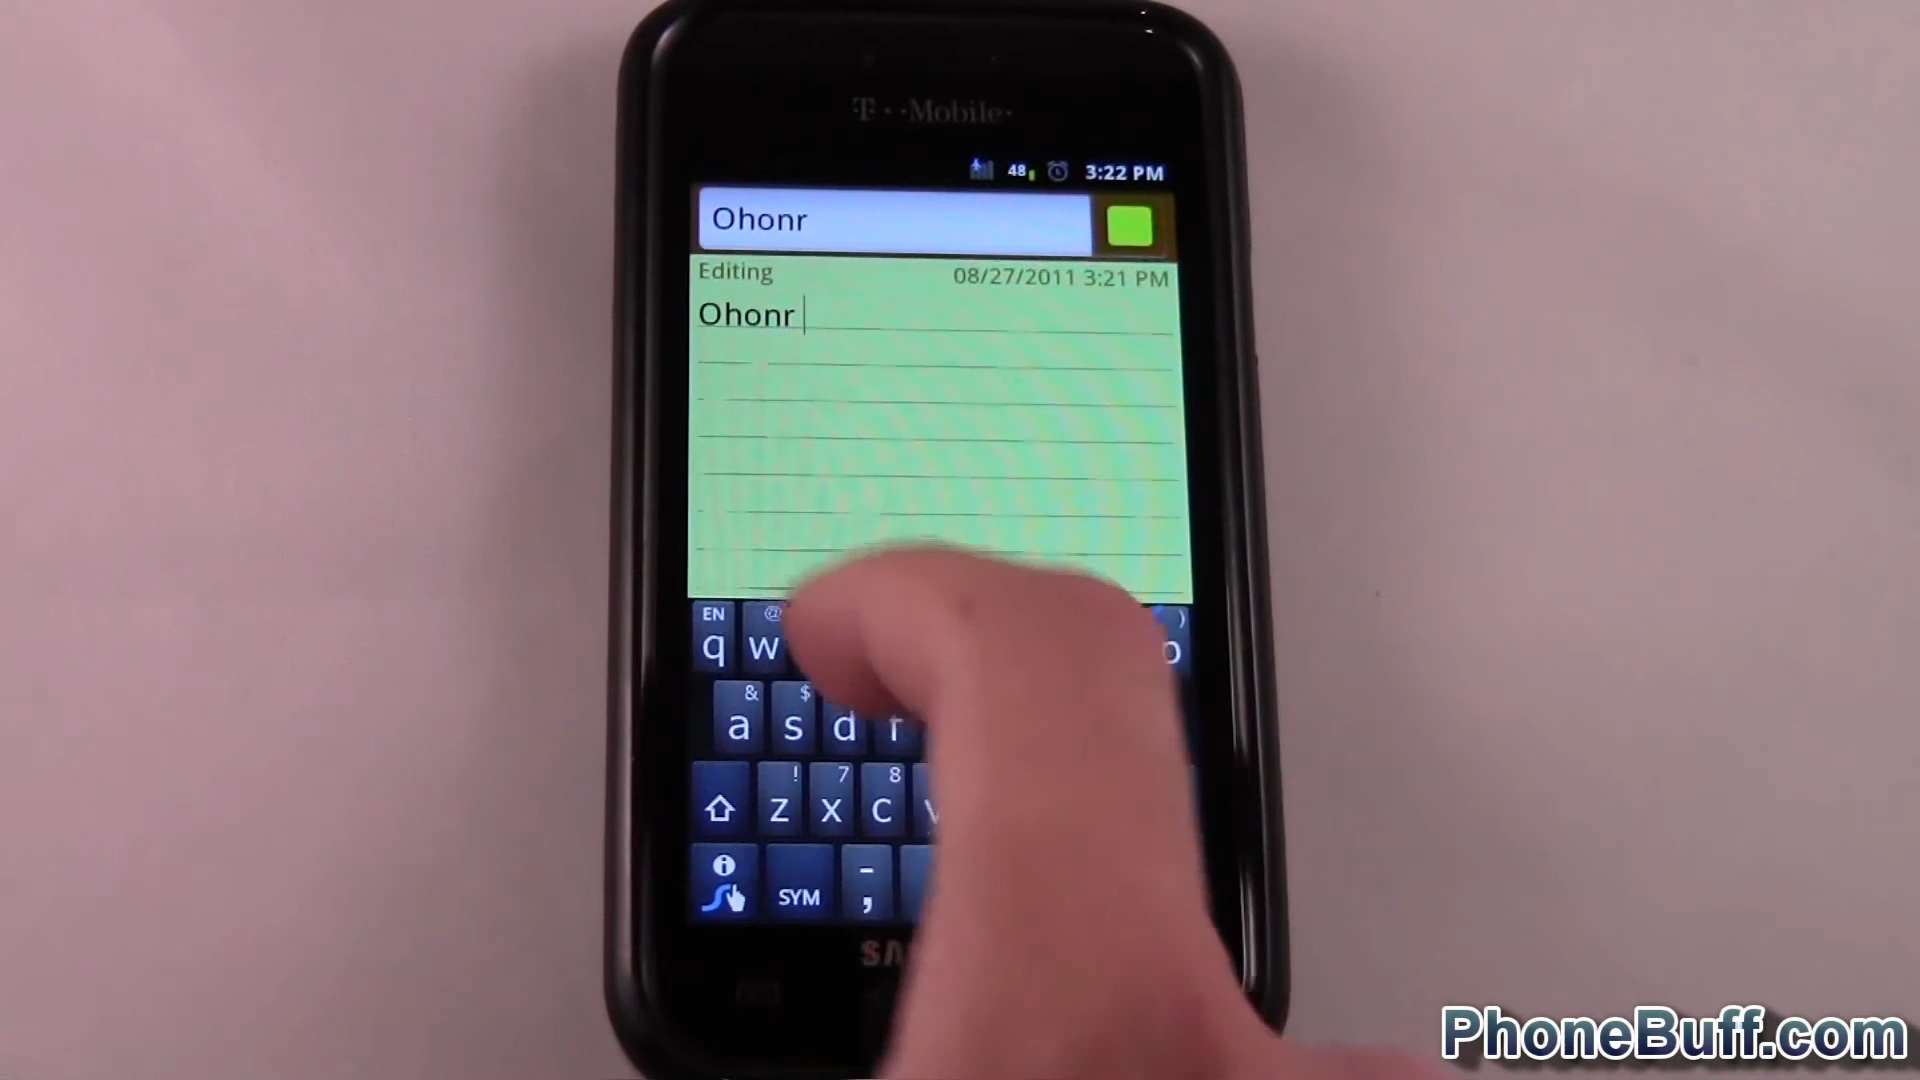 T··Mobile·
48 3:22 PM
Ohonr
Editing 08/27/2011 3:21 PM
Ohonr
EN @ )
q w p
& $
a s d f
! 7 8
z x c v
i SYM - ,
PhoneBuff.com